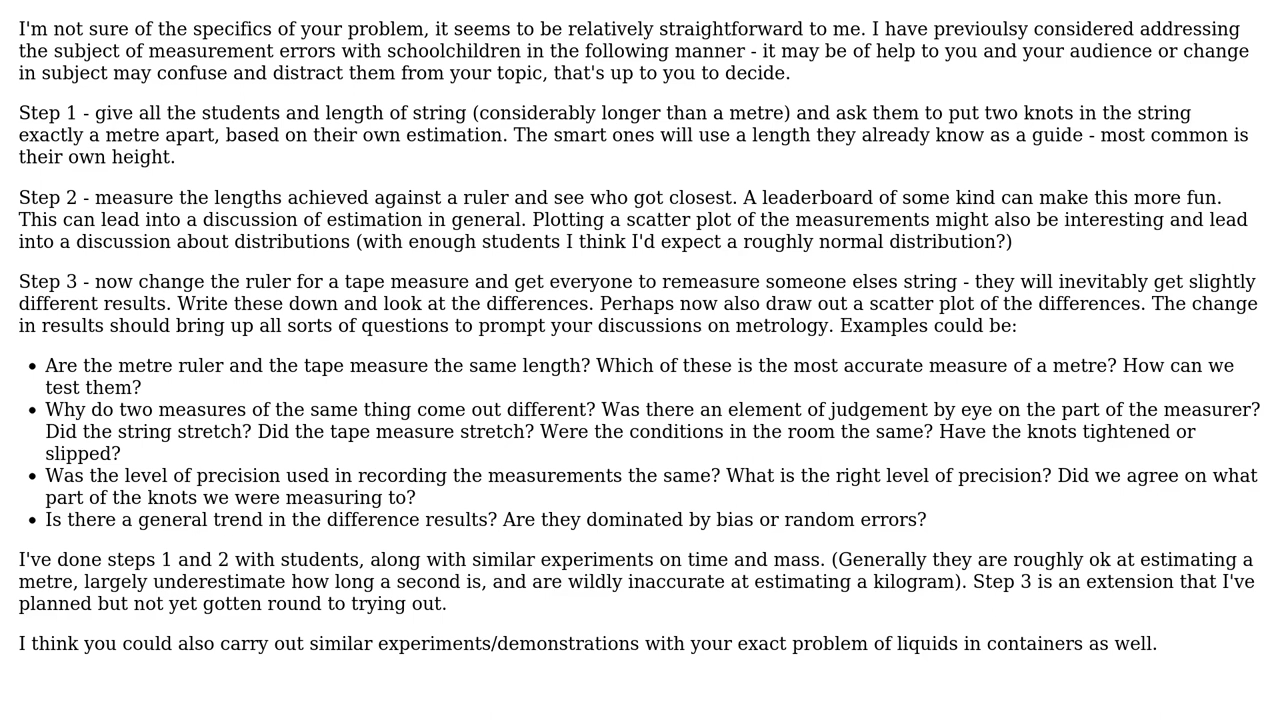 I'm not sure of the specifics of your problem, it seems to be relatively straightforward to me. I have previoulsy considered addressing
the subject of measurement errors with schoolchildren in the following manner - it may be of help to you and your audience or change
in subject may confuse and distract them from your topic, that's up to you to decide.
Step 1 - give all the students and length of string (considerably longer than a metre) and ask them to put two knots in the string
exactly a metre apart, based on their own estimation. The smart ones will use a length they already know as a guide - most common is
their own height.
Step 2 - measure the lengths achieved against a ruler and see who got closest. A leaderboard of some kind can make this more fun.
This can lead into a discussion of estimation in general. Plotting a scatter plot of the measurements might also be interesting and lead
into a discussion about distributions (with enough students I think I'd expect a roughly normal distribution?)
Step 3 - now change the ruler for a tape measure and get everyone to remeasure someone elses string - they will inevitably get slightly
different results. Write these down and look at the differences. Perhaps now also draw out a scatter plot of the differences. The change
in results should bring up all sorts of questions to prompt your discussions on metrology. Examples could be:
• Are the metre ruler and the tape measure the same length? Which of these is the most accurate measure of a metre? How can we
test them?
• Why do two measures of the same thing come out different? Was there an element of judgement by eye on the part of the measurer?
Did the string stretch? Did the tape measure stretch? Were the conditions in the room the same? Have the knots tightened or
slipped?
• Was the level of precision used in recording the measurements the same? What is the right level of precision? Did we agree on what
part of the knots we were measuring to?
• Is there a general trend in the difference results? Are they dominated by bias or random errors?
I've done steps 1 and 2 with students, along with similar experiments on time and mass. (Generally they are roughly ok at estimating a
metre, largely underestimate how long a second is, and are wildly inaccurate at estimating a kilogram). Step 3 is an extension that I've
planned but not yet gotten round to trying out.
I think you could also carry out similar experiments/demonstrations with your exact problem of liquids in containers as well.